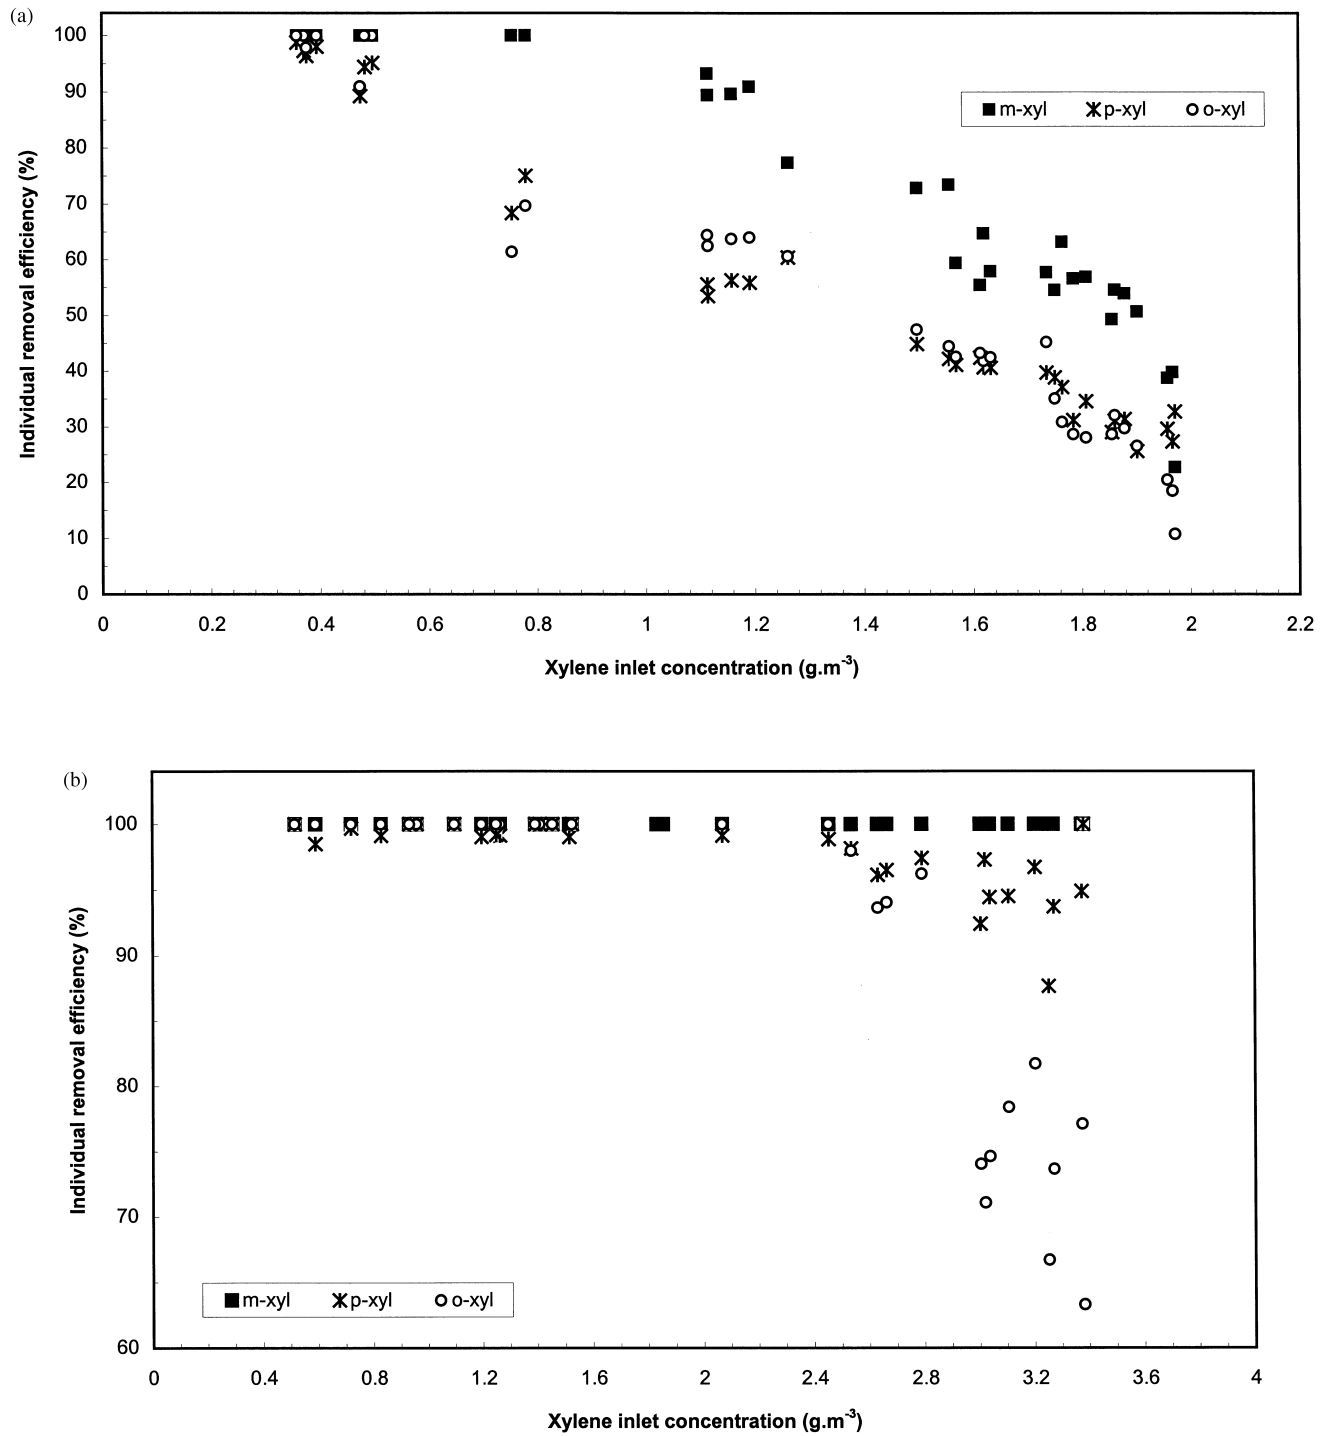 (a)
100
90
80
70
60
50
40
30
20
10
0
Individual removal efficiency (%)
m-xyl p-xyl o-xyl
0 0.2 0.4 0.6 0.8 1 1.2 1.4 1.6 1.8 2 2.2
Xylene inlet concentration (g.m-3)
(b)
100
90
80
70
60
Individual removal efficiency (%)
m-xyl p-xyl o-xyl
0 0.4 0.8 1.2 1.6 2 2.4 2.8 3.2 3.6 4
Xylene inlet concentration (g.m-3)